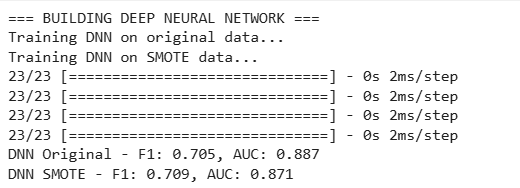 === BUILDING DEEP NEURAL NETWORK ===
Training DNN on original data...
Training DNN on SMOTE data...
23/23 [==============================] - 0s 2ms/step
23/23 [==============================] - 0s 2ms/step
23/23 [==============================] - 0s 2ms/step
23/23 [==============================] - 0s 2ms/step
DNN Original - F1: 0.705, AUC: 0.887
DNN SMOTE - F1: 0.709, AUC: 0.871